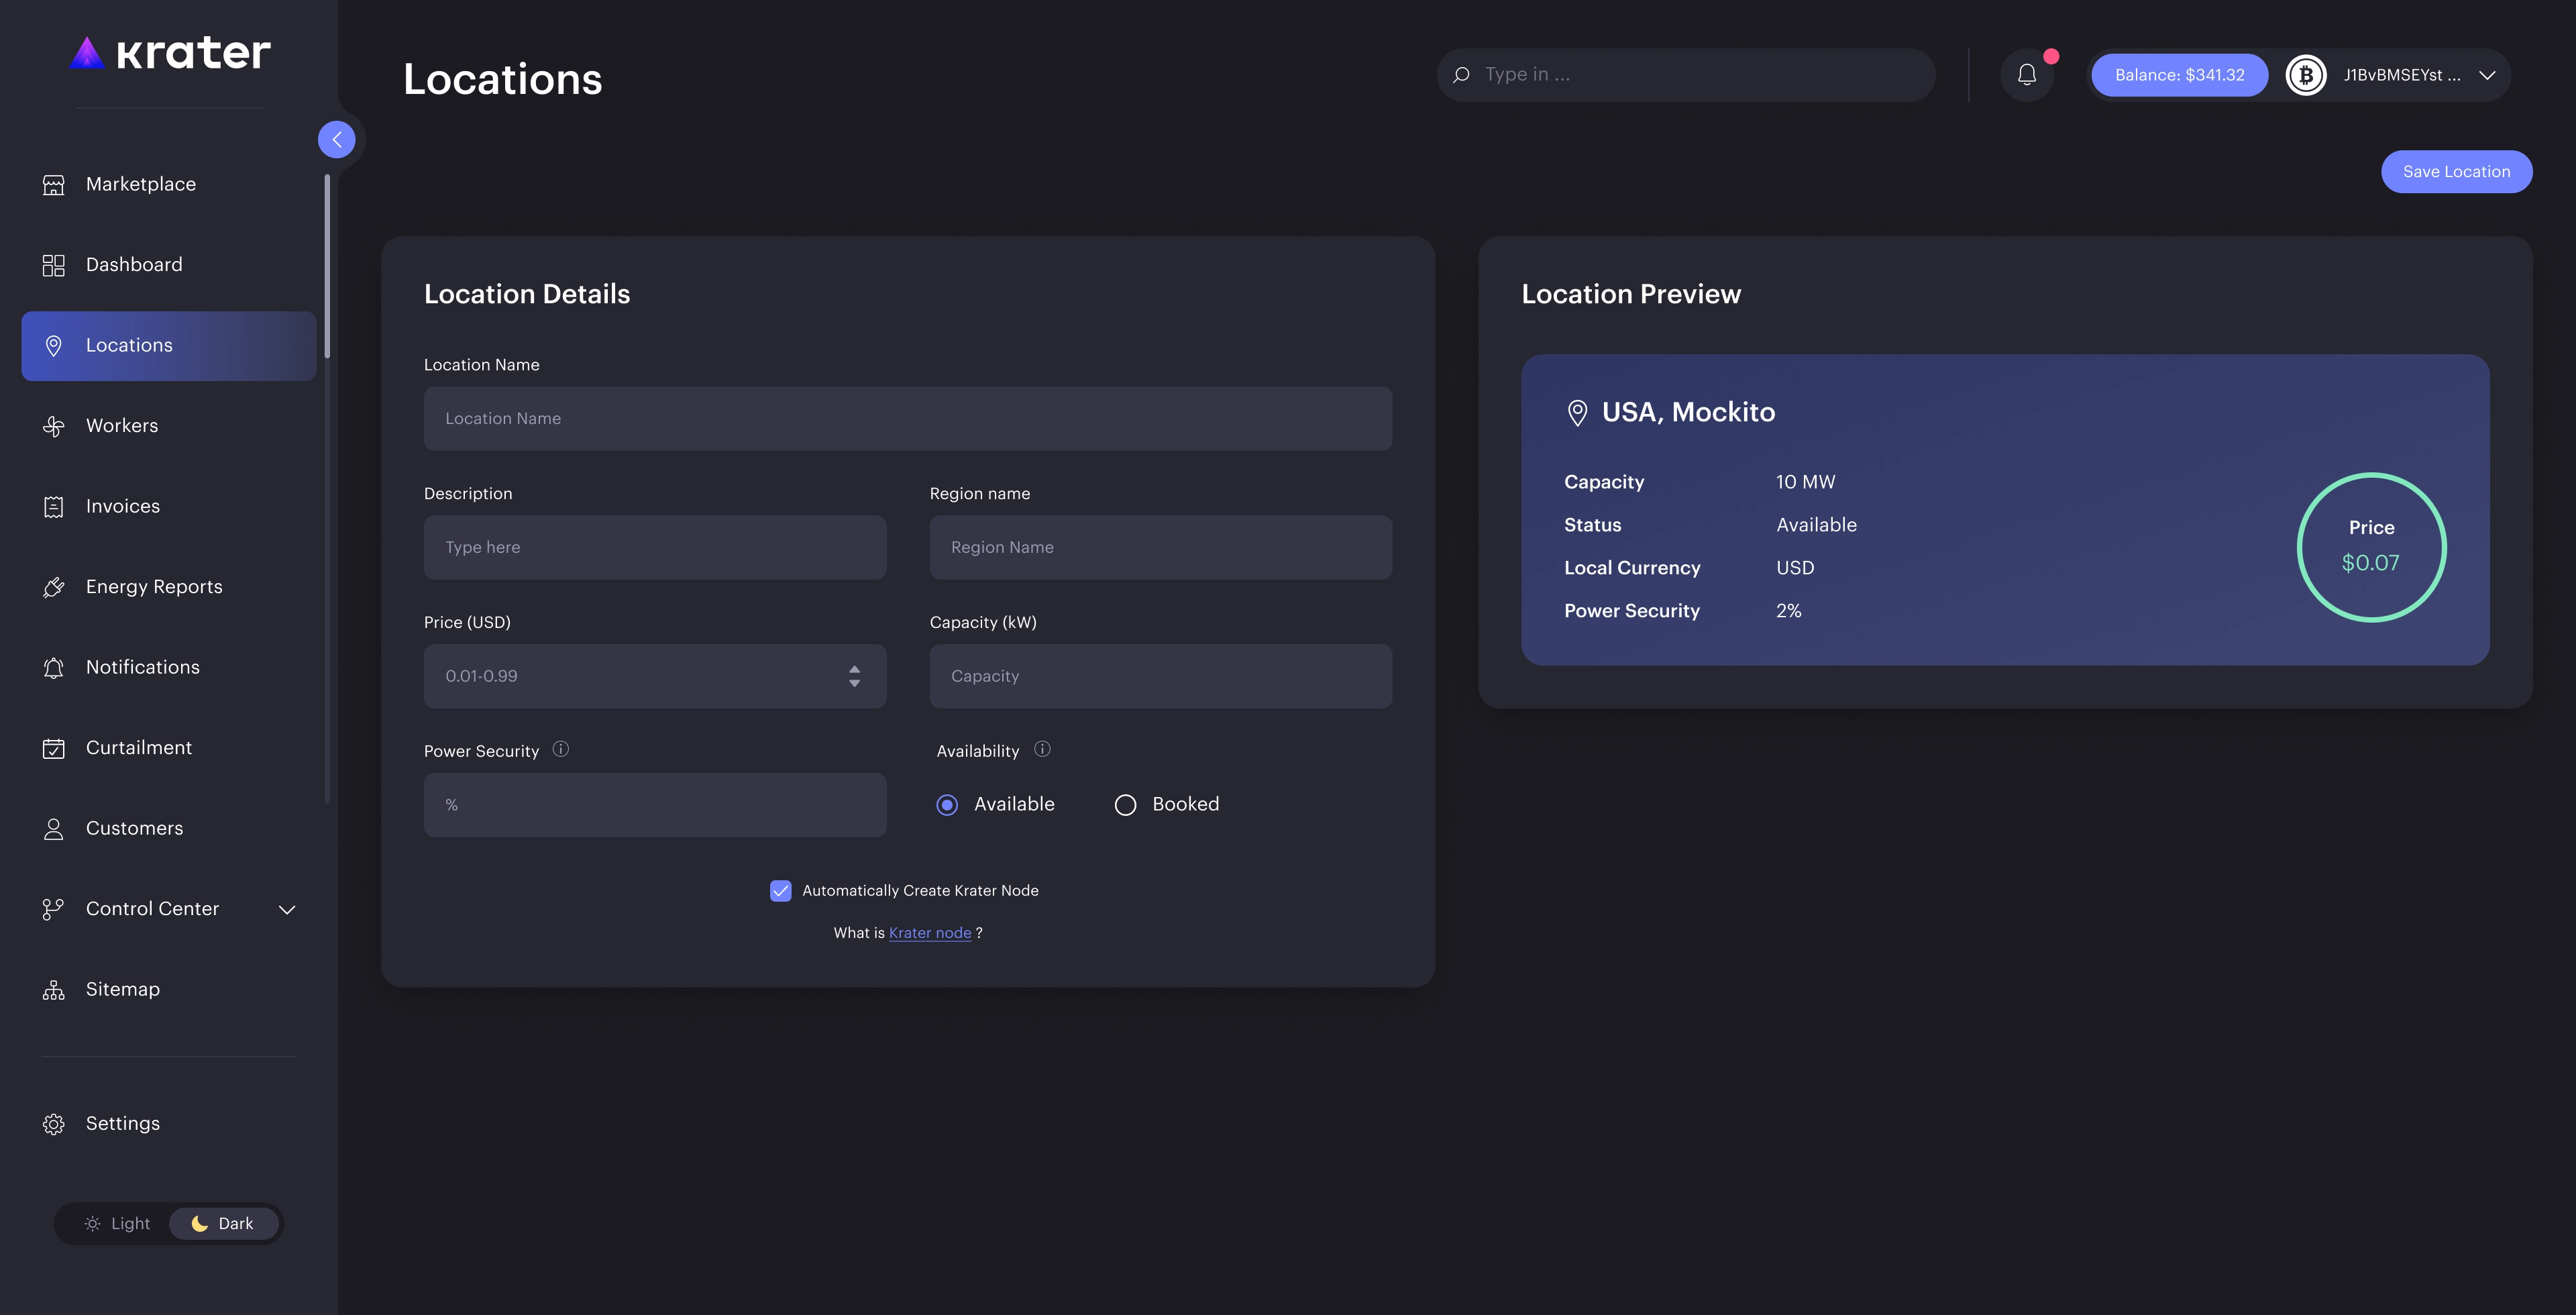 krater
Marketplace
Dashboard
Locations
Workers
Invoices
Energy Reports
Notifications
Curtailment
Customers
Control Center
Sitemap
Settings
Light
Dark
Locations
Type in ...
Balance: $341.32
J1BvBMSEYst ...
Save Location
Location Details
Location Name
Location Name
Description
Region name
Type here
Region Name
Price (USD)
Capacity (kW)
0.01-0.99
Capacity
Power Security
Availability
%
Available
Booked
Automatically Create Krater Node
What is Krater node ?
Location Preview
USA, Mockito
Capacity 10 MW
Status Available
Local Currency USD
Power Security 2%
Price
$0.07